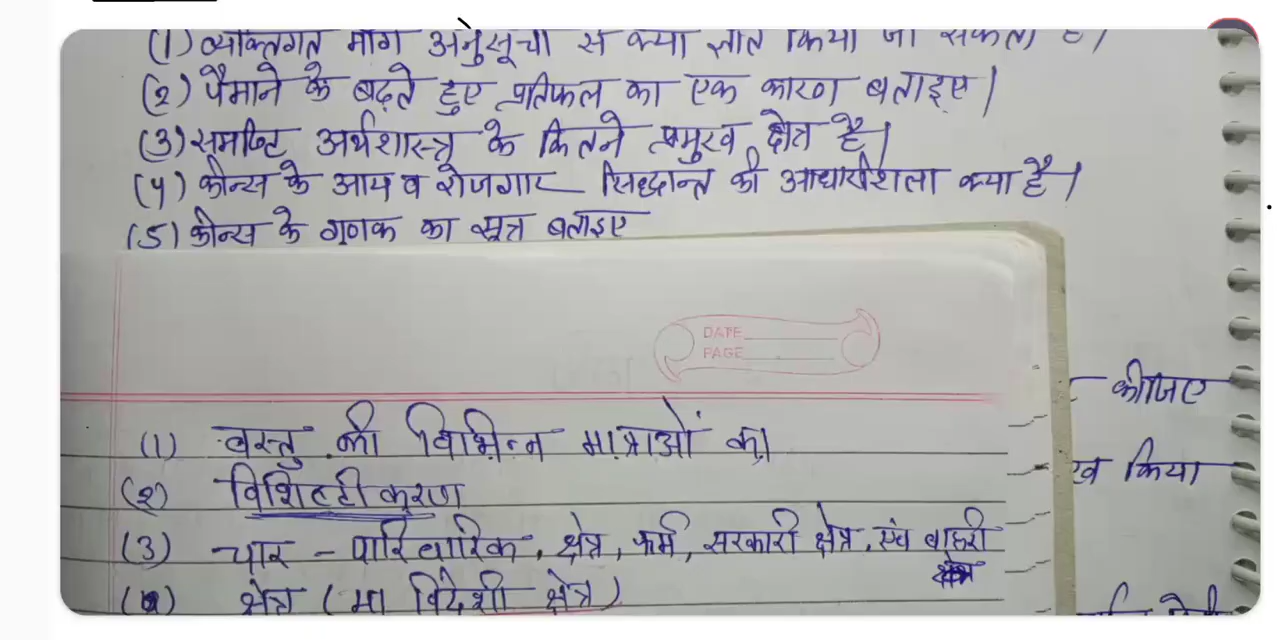 (1) व्यक्तिगत माँग अनुसूची से क्या ज्ञात किया जा सकता है।
(2) पैमाने के बढ़ते हुए प्रतिफल का एक कारण बताइए।
(3) समष्टि अर्थशास्त्र के कितने प्रमुख क्षेत्र है।
(4) कीन्स के आय व रोजगार सिद्धान्त की आधारशिला क्या है।
(5) कीन्स के गुणक का सूत्र बताइए
DATE
PAGE
कीजिए
(1) वस्तु की विभिन्न मात्राओं का
किया
(2) विशिष्टीकरण
(3) चार - पारिवारिक, क्षेत्र, फर्म, सरकारी क्षेत्र, एंव बाहरी
क्षेत्र (या विदेशी क्षेत्र)